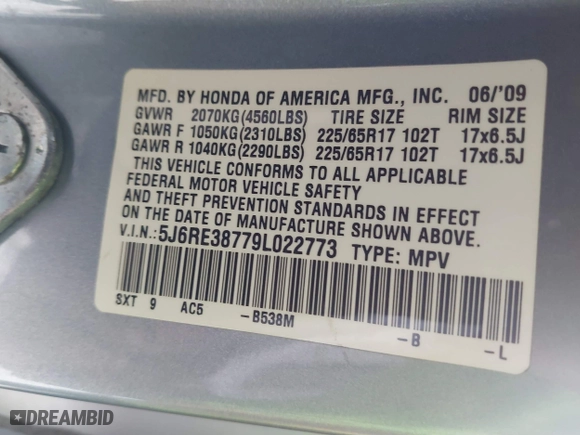 MFD. BY HONDA OF AMERICA MFG., INC. 06/'09
GVWR 2070KG(4560LBS) TIRE SIZE RIM SIZE
GAWR F 1050KG(2310LBS) 225/65R17 102T 17x6.5J
GAWR R 1040KG(2290LBS) 225/65R17 102T 17x6.5J
THIS VEHICLE CONFORMS TO ALL APPLICABLE
FEDERAL MOTOR VEHICLE SAFETY
AND THEFT PREVENTION STANDARDS IN EFFECT
ON THE DATE OF MANUFACTURE SHOWN ABOVE.
V.I.N.:5J6RE38779L022773 TYPE: MPV
SXT 9 AC5 -B538M -B -L
DREAMBID